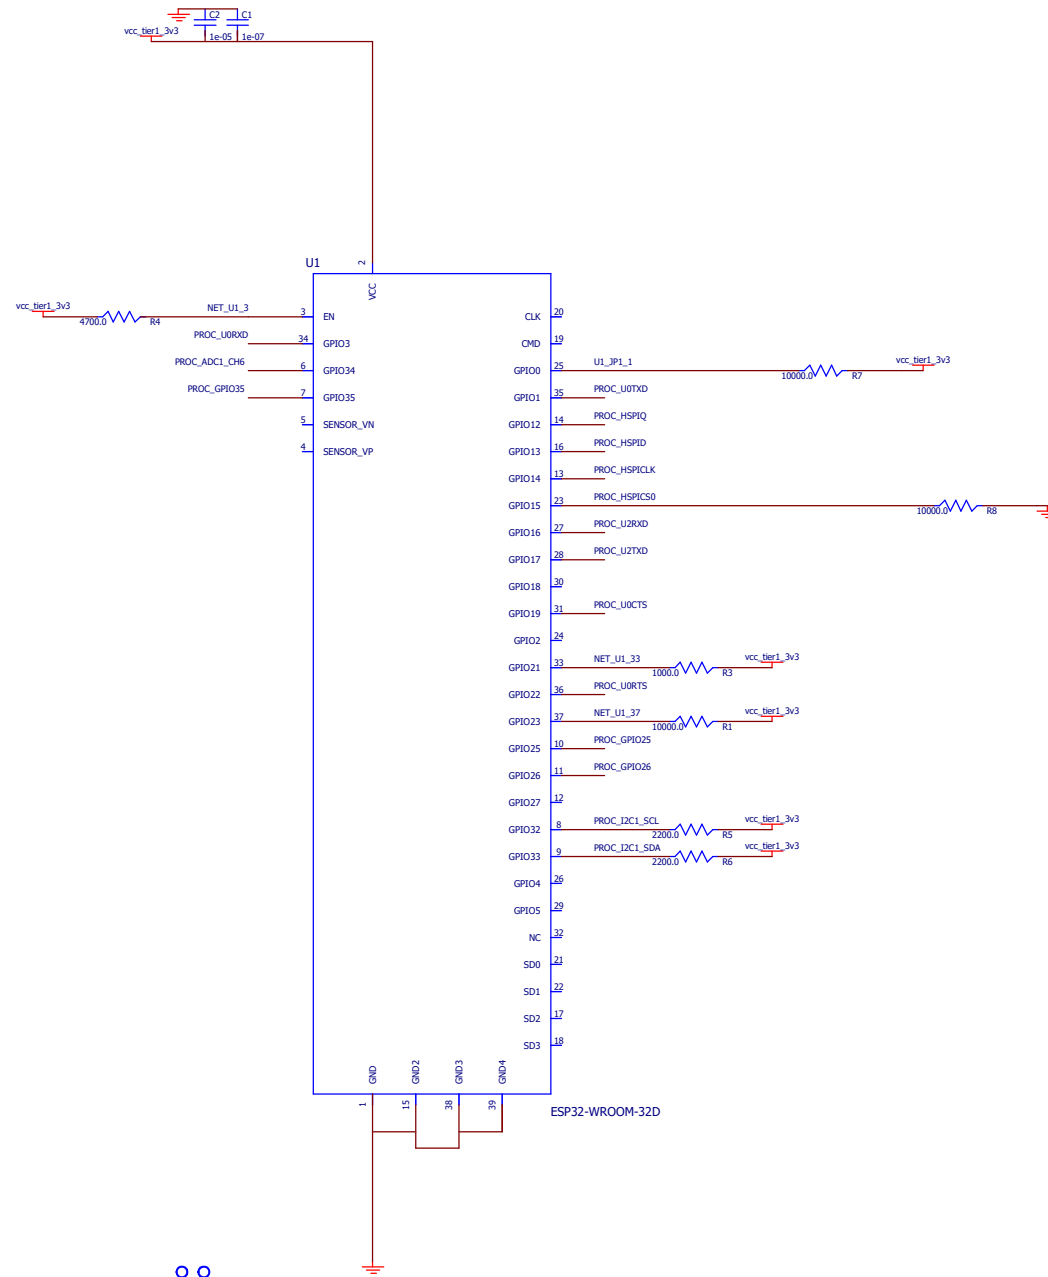 C2 C1
vcc_tier1_3v3
1e-05 1e-07
U1
2
VCC
vcc_tier1_3v3
4700.0 R4
NET_U1_3
3 EN
CLK 20
PROC_U0RXD
34 GPIO3
CMD 19
PROC_ADC1_CH6
6 GPIO34
GPIO0 25
U1_JP1_1
10000.0 R7
vcc_tier1_3v3
PROC_GPIO35
7 GPIO35
GPIO1 35
PROC_U0TXD
5 SENSOR_VN
GPIO12 14
PROC_HSPIQ
4 SENSOR_VP
GPIO13 16
PROC_HSPID
GPIO14 13
PROC_HSPICLK
GPIO15 23
PROC_HSPICS0
10000.0 R8
GPIO16 27
PROC_U2RXD
GPIO17 28
PROC_U2TXD
GPIO18 30
GPIO19 31
PROC_U0CTS
GPIO2 24
GPIO21 33
NET_U1_33
1000.0 R3
vcc_tier1_3v3
GPIO22 36
PROC_U0RTS
GPIO23 37
NET_U1_37
10000.0 R1
vcc_tier1_3v3
GPIO25 10
PROC_GPIO25
GPIO26 11
PROC_GPIO26
GPIO27 12
GPIO32 8
PROC_I2C1_SCL
2200.0 R5
vcc_tier1_3v3
GPIO33 9
PROC_I2C1_SDA
2200.0 R6
vcc_tier1_3v3
GPIO4 26
GPIO5 29
NC 32
SD0 21
SD1 22
SD2 17
SD3 18
GND GND2 GND3 GND4
1 15 38 39
ESP32-WROOM-32D